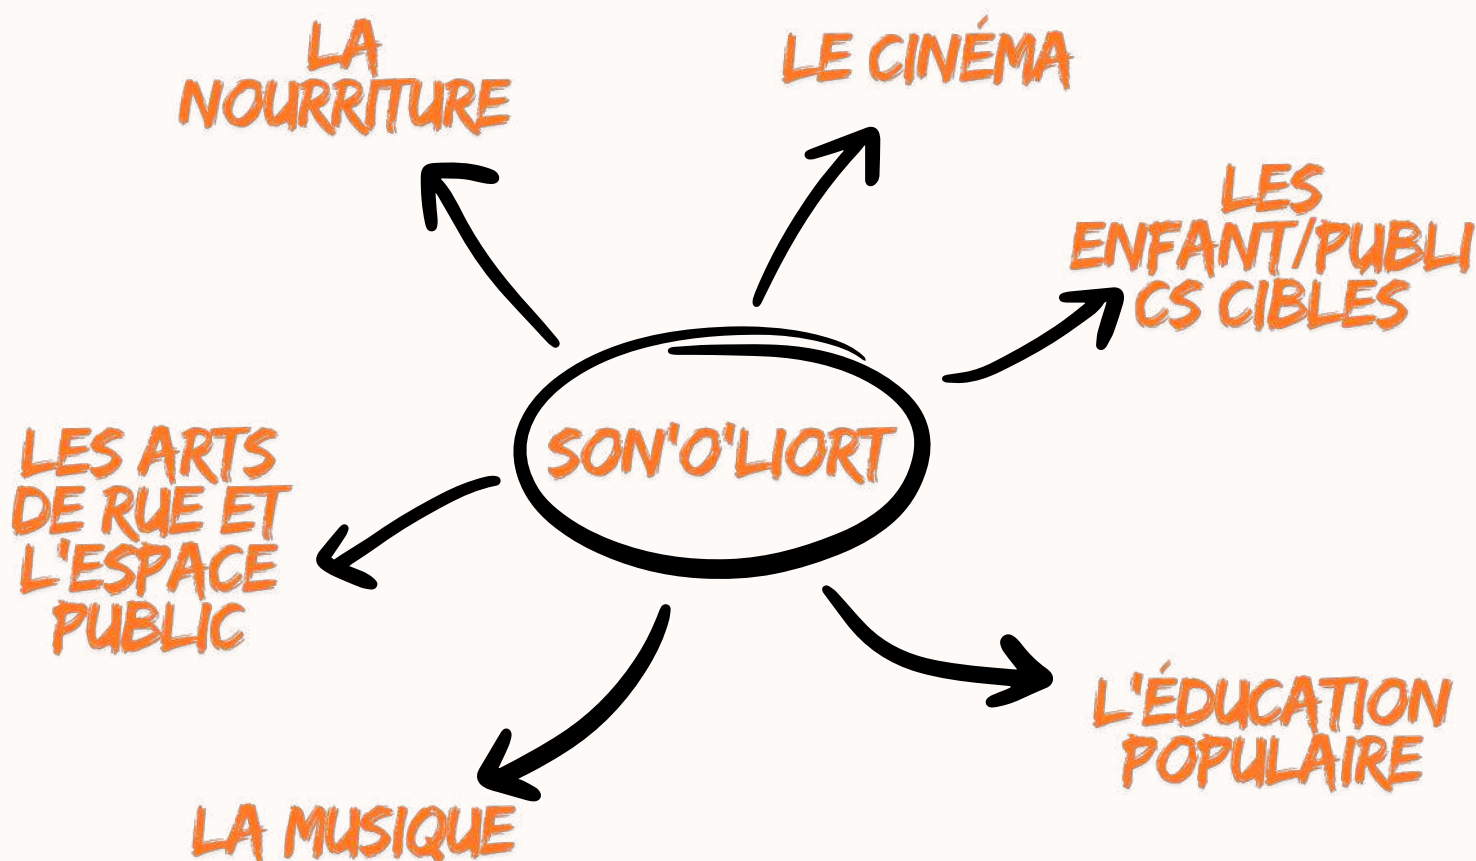 LA
NOURRITURE
LE CINÉMA
LES
ENFANT/PUBLI
CS CIBLES
SON'O'LIORT
LES ARTS
DE RUE ET
L'ESPACE
PUBLIC
L'ÉDUCATION
POPULAIRE
LA MUSIQUE